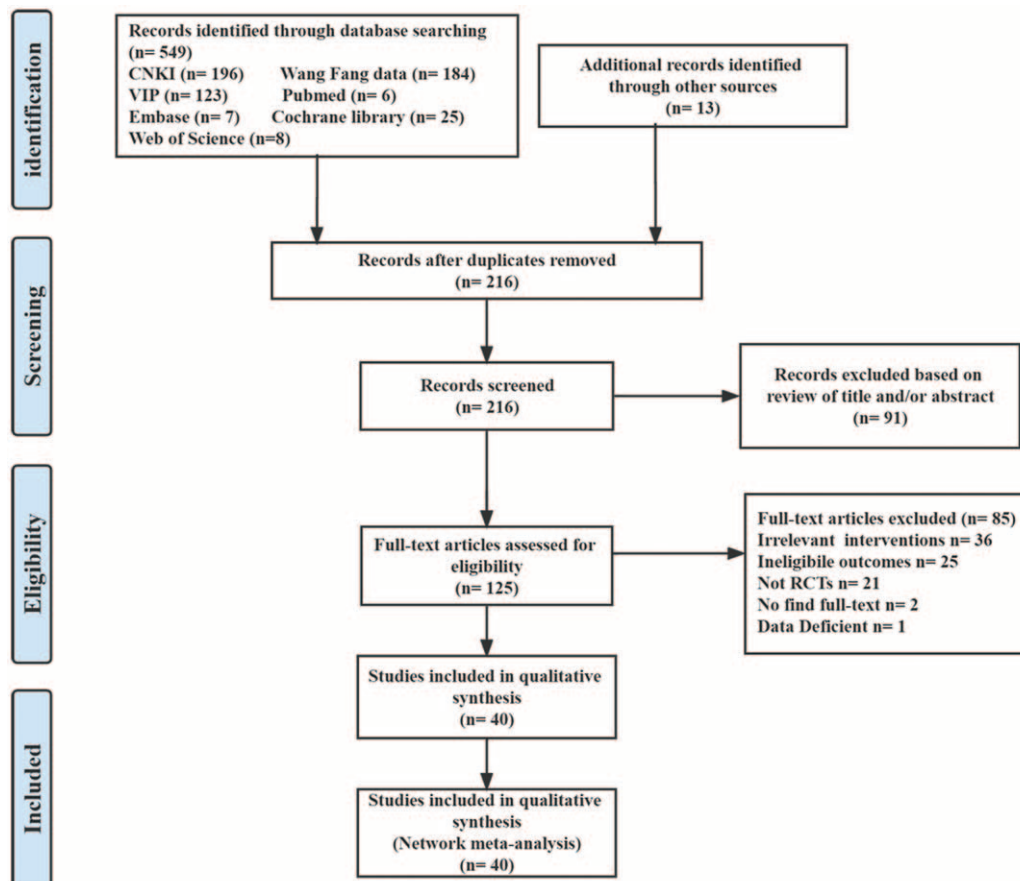 identification
Records identified through database searching
(n= 549)
CNKI (n= 196) Wang Fang data (n= 184)
VIP (n= 123) Pubmed (n= 6)
Embase (n= 7) Cochrane library (n= 25)
Web of Science (n=8)
Additional records identified
through other sources
(n= 13)
Screening
Records after duplicates removed
(n= 216)
Records screened
(n= 216)
Records excluded based on
review of title and/or abstract
(n= 91)
Eligibility
Full-text articles assessed for
eligibility
(n= 125)
Full-text articles excluded (n= 85)
Irrelevant interventions n= 36
Ineligibile outcomes n= 25
Not RCTs n= 21
No find full-text n= 2
Data Deficient n= 1
Included
Studies included in qualitative
synthesis
(n= 40)
Studies included in qualitative
synthesis
(Network meta-analysis)
(n= 40)